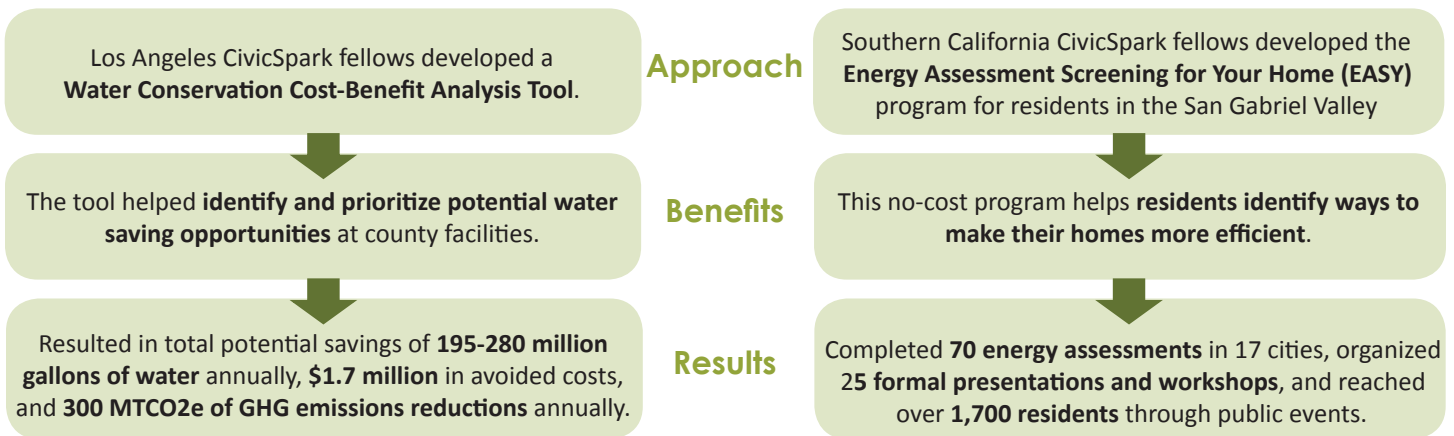 Los Angeles CivicSpark fellows developed a
Water Conservation Cost-Benefit Analysis Tool.
Approach
Southern California CivicSpark fellows developed the
Energy Assessment Screening for Your Home (EASY)
program for residents in the San Gabriel Valley
The tool helped identify and prioritize potential water
saving opportunities at county facilities.
Benefits
This no-cost program helps residents identify ways to
make their homes more efficient.
Resulted in total potential savings of 195-280 million
gallons of water annually, $1.7 million in avoided costs,
and 300 MTCO2e of GHG emissions reductions annually.
Results
Completed 70 energy assessments in 17 cities, organized
25 formal presentations and workshops, and reached
over 1,700 residents through public events.